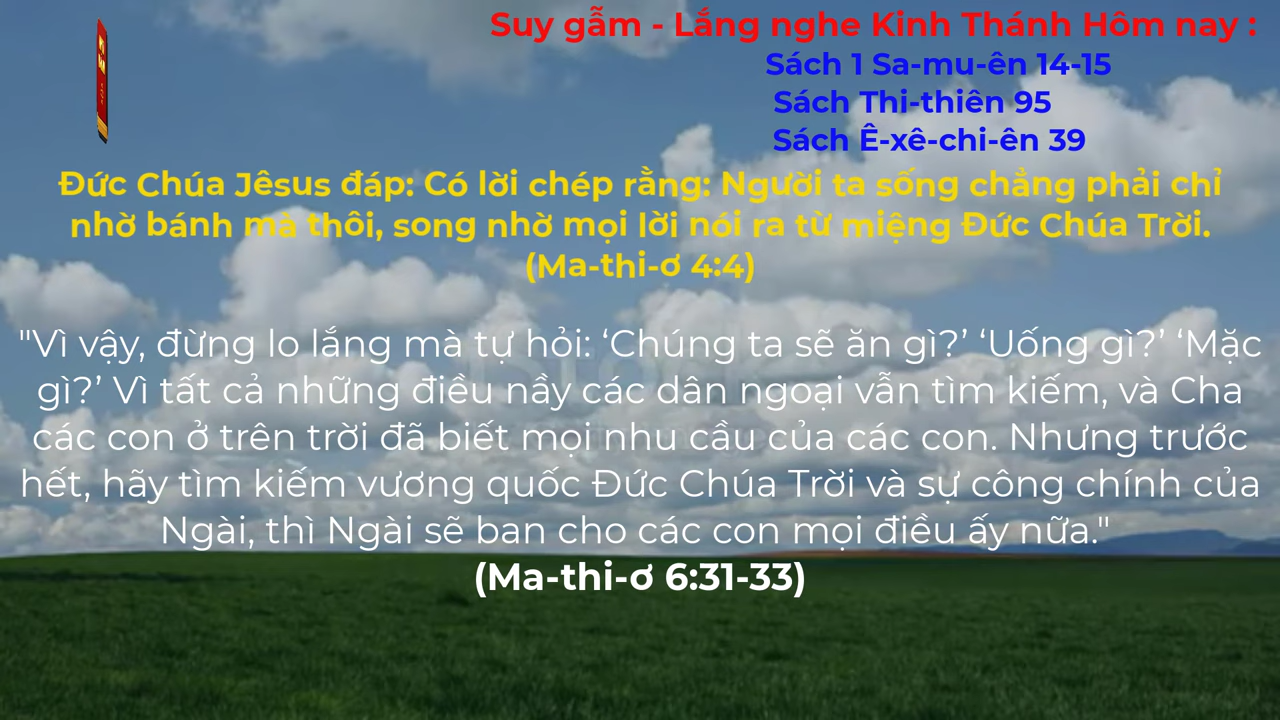 Suy gẫm - Lắng nghe Kinh Thánh Hôm nay :
Sách 1 Sa-mu-ên 14-15
Sách Thi-thiên 95
Sách Ê-xê-chi-ên 39
Đức Chúa Jêsus đáp: Có lời chép rằng: Người ta sống chẳng phải chỉ
nhờ bánh mà thôi, song nhờ mọi lời nói ra từ miệng Đức Chúa Trời.
(Ma-thi-ơ 4:4)
"Vì vậy, đừng lo lắng mà tự hỏi: ‘Chúng ta sẽ ăn gì?’ ‘Uống gì?’ ‘Mặc
gì?’ Vì tất cả những điều nầy các dân ngoại vẫn tìm kiếm, và Cha
các con ở trên trời đã biết mọi nhu cầu của các con. Nhưng trước
hết, hãy tìm kiếm vương quốc Đức Chúa Trời và sự công chính của
Ngài, thì Ngài sẽ ban cho các con mọi điều ấy nữa."
(Ma-thi-ơ 6:31-33)